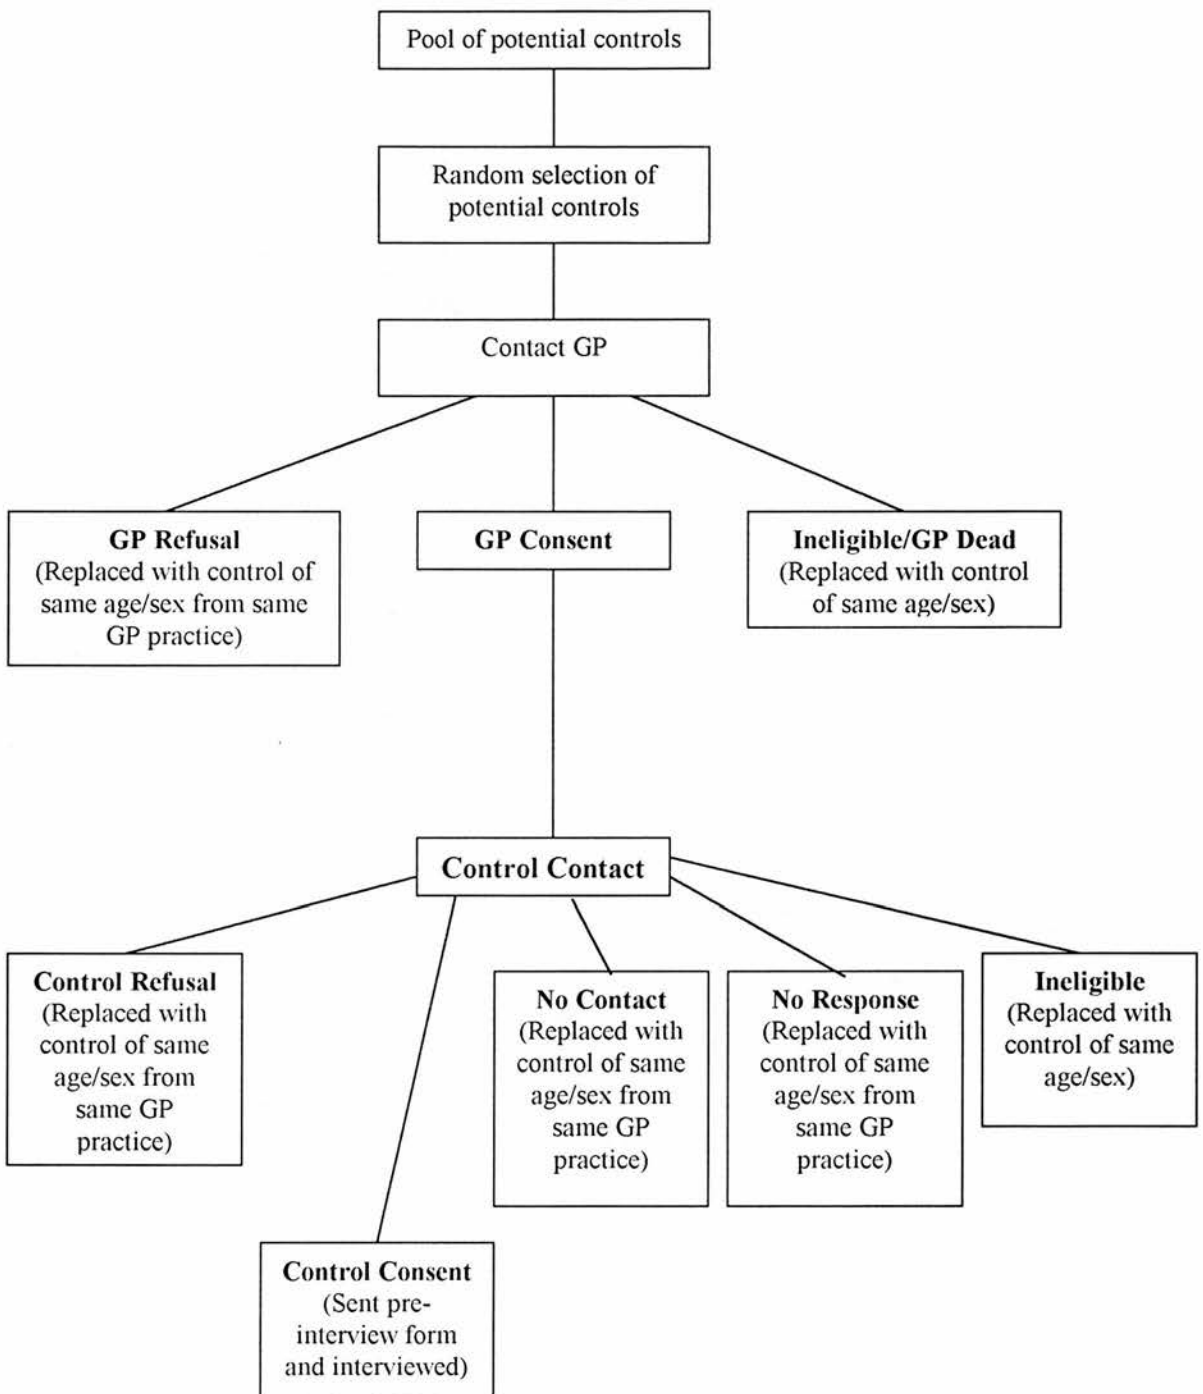 Pool of potential controls
Random selection of
potential controls
Contact GP
GP Refusal
(Replaced with control of
same age/sex from same
GP practice)
GP Consent
Ineligible/GP Dead
(Replaced with control
of same age/sex)
Control Contact
Control Refusal
(Replaced with
control of same
age/sex from
same GP
practice)
No Contact
(Replaced with
control of same
age/sex from
same GP
practice)
No Response
(Replaced with
control of same
age/sex from
same GP
practice)
Ineligible
(Replaced with
control of same
age/sex)
Control Consent
(Sent pre-
interview form
and interviewed)